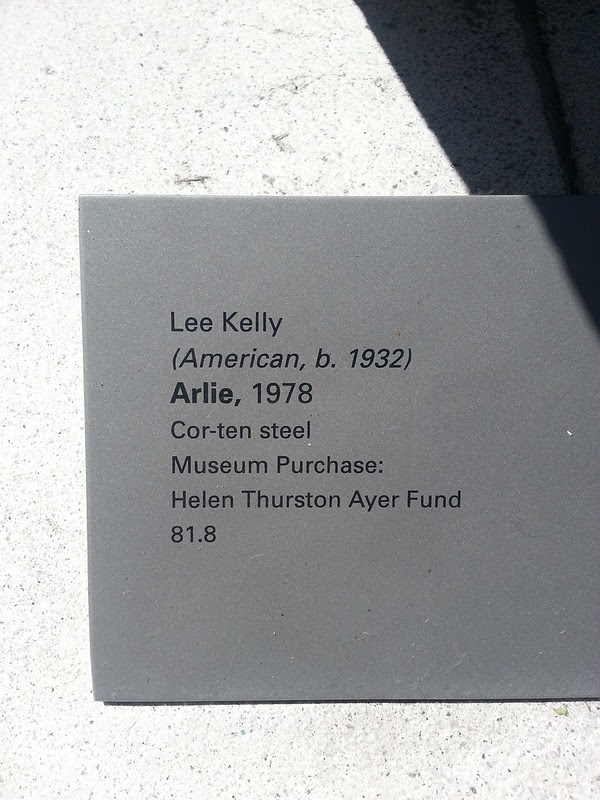 Lee Kelly
(American, b. 1932)
Arlie, 1978
Cor-ten steel
Museum Purchase:
Helen Thurston Ayer Fund
81.8